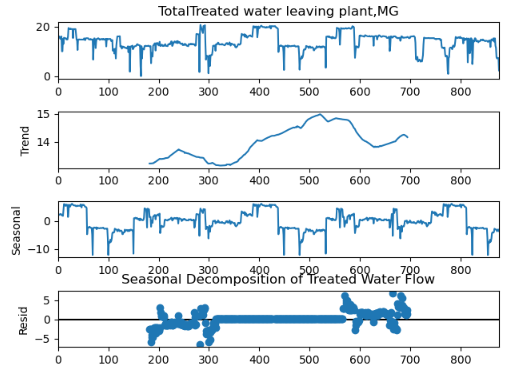 TotalTreated water leaving plant,MG
20
0
0 100 200 300 400 500 600 700 800
15
14
Trend
0 100 200 300 400 500 600 700 800
0
−10
Seasonal
0 100 200 300 400 500 600 700 800
Seasonal Decomposition of Treated Water Flow
5
0
−5
Resid
0 100 200 300 400 500 600 700 800